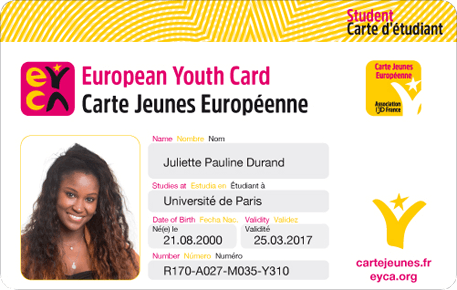 Student
Carte d'étudiant
eyca
European Youth Card
Carte Jeunes Européenne
Carte Jeunes
Européenne
Association
France
Name Nombre Nom
Juliette Pauline Durand
Studies at Estudia en Étudiant à
Université de Paris
Date of Birth Fecha Nac. Validity Validez
Né(e) le Validité
21.08.2000 25.03.2017
Number Número Numéro
R170-A027-M035-Y310
cartejeunes.fr
eyca.org